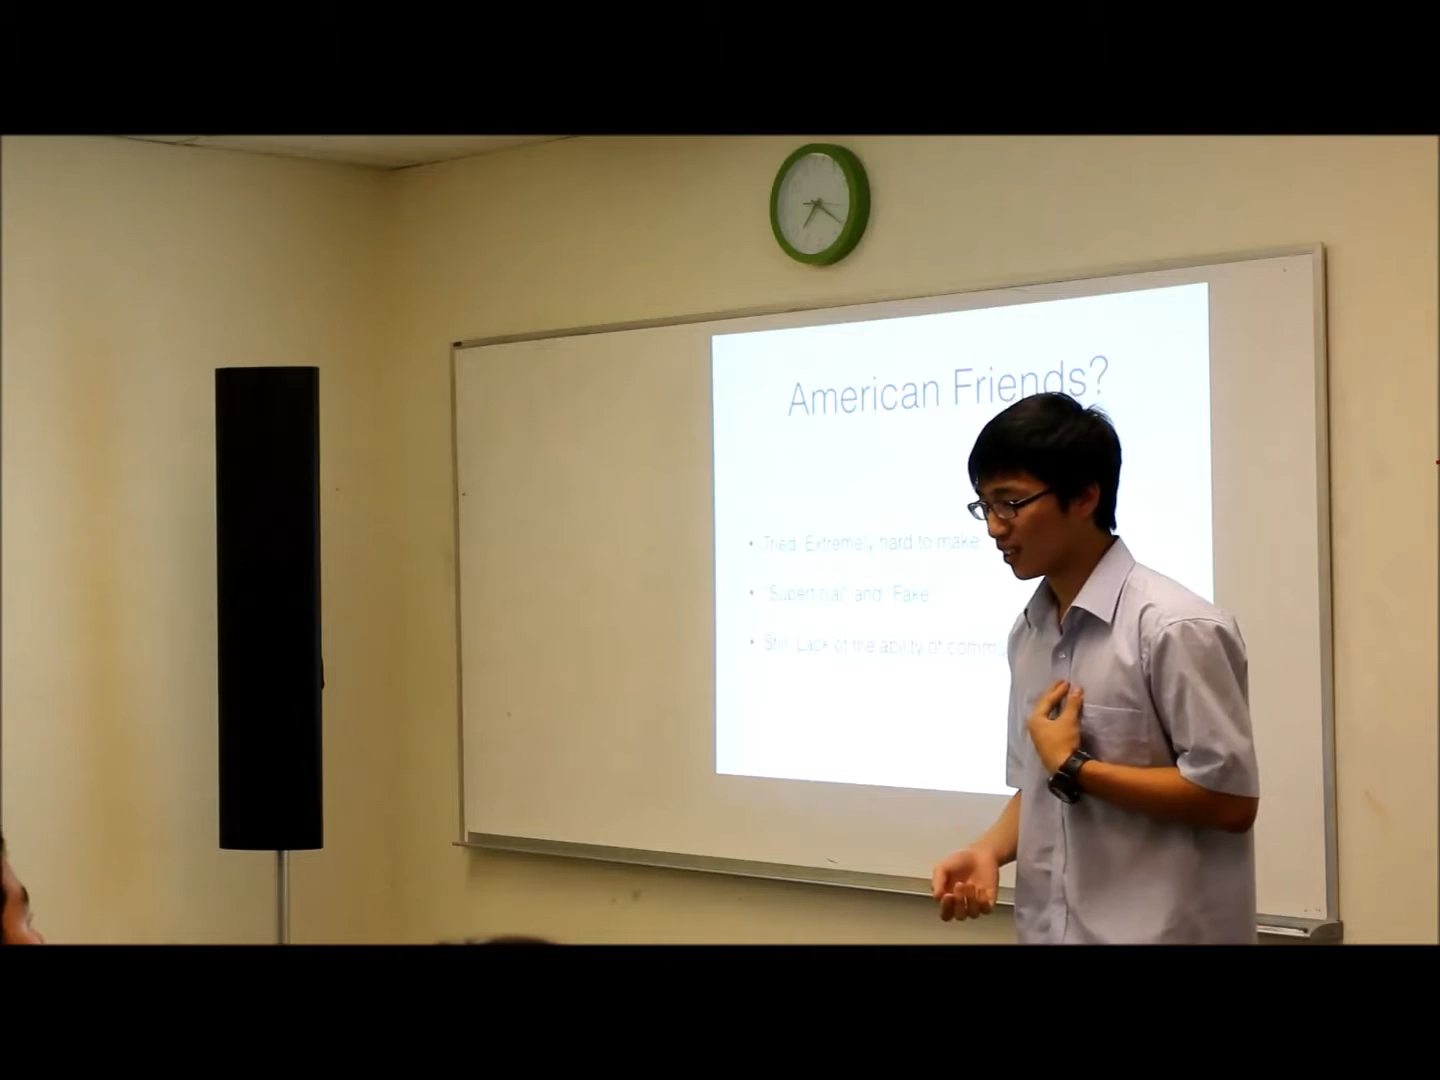 American Friends?
• Tried: Extremely hard to make
• "Superficial" and "Fake"
• Still: Lack of the ability of commu